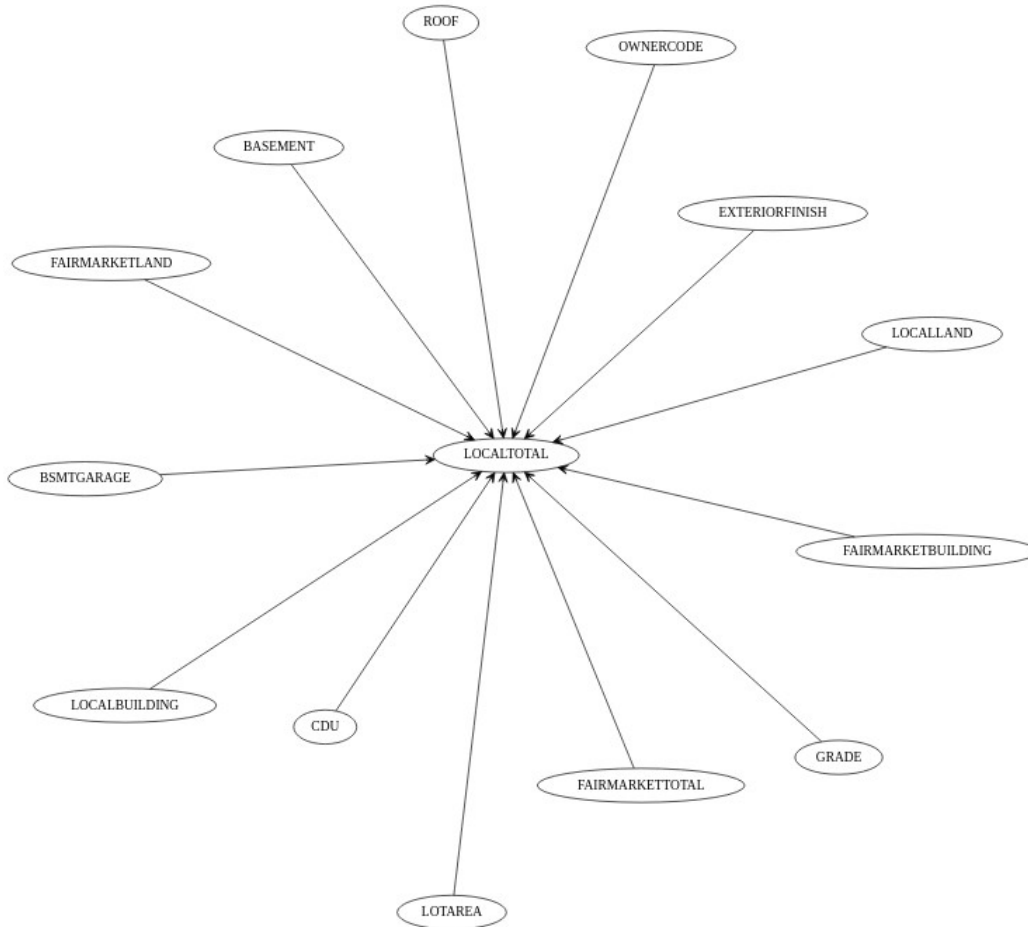 ROOF
OWNERCODE
BASEMENT
EXTERIORFINISH
FAIRMARKETLAND
LOCALLAND
LOCALTOTAL
BSMTGARAGE
FAIRMARKETBUILDING
LOCALBUILDING
CDU
GRADE
FAIRMARKETTOTAL
LOTAREA